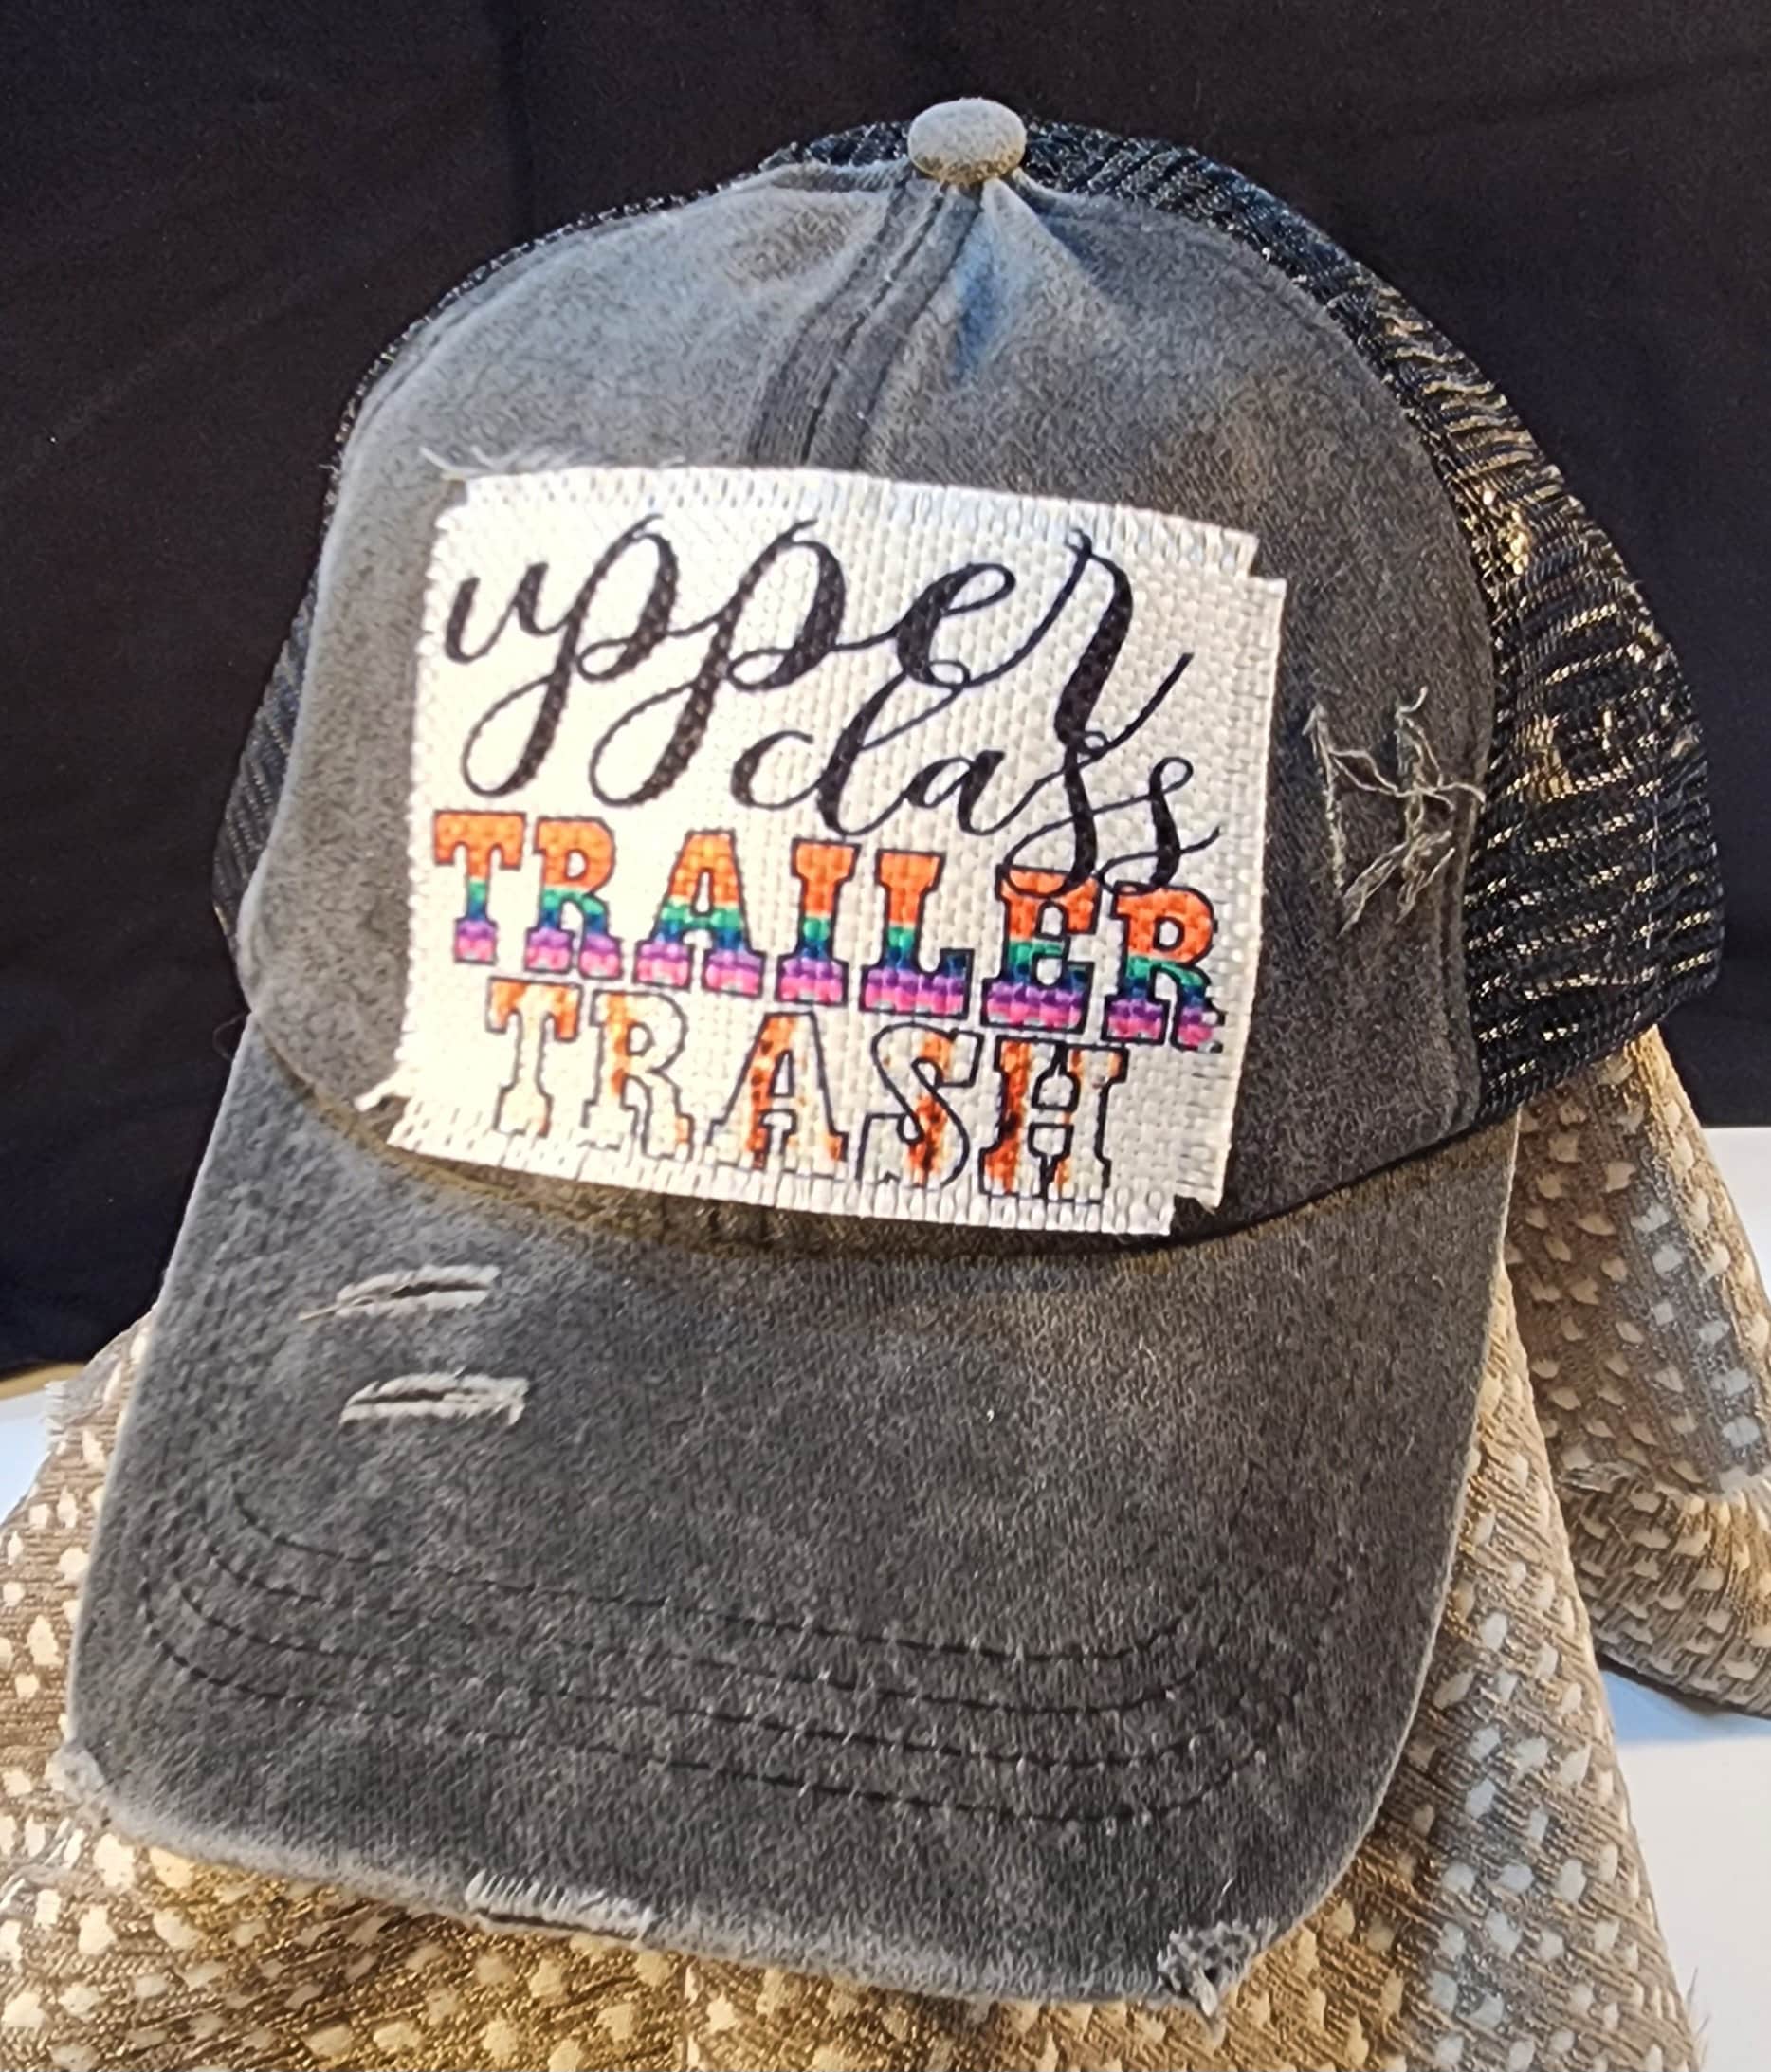 upper
class
TRAILER
TRASH